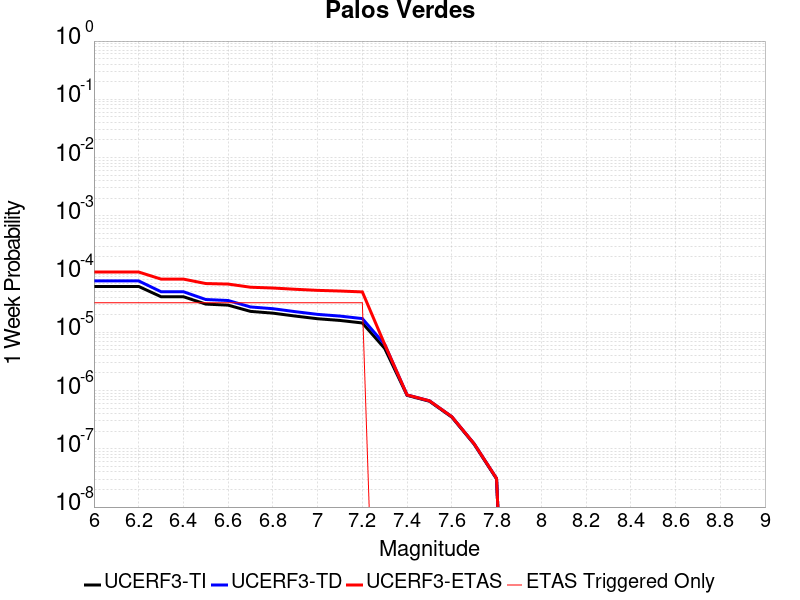 Palos Verdes
1 Week Probability
10^0
10^-1
10^-2
10^-3
10^-4
10^-5
10^-6
10^-7
10^-8
6 6.2 6.4 6.6 6.8 7 7.2 7.4 7.6 7.8 8 8.2 8.4 8.6 8.8 9
Magnitude
UCERF3-TI UCERF3-TD UCERF3-ETAS ETAS Triggered Only